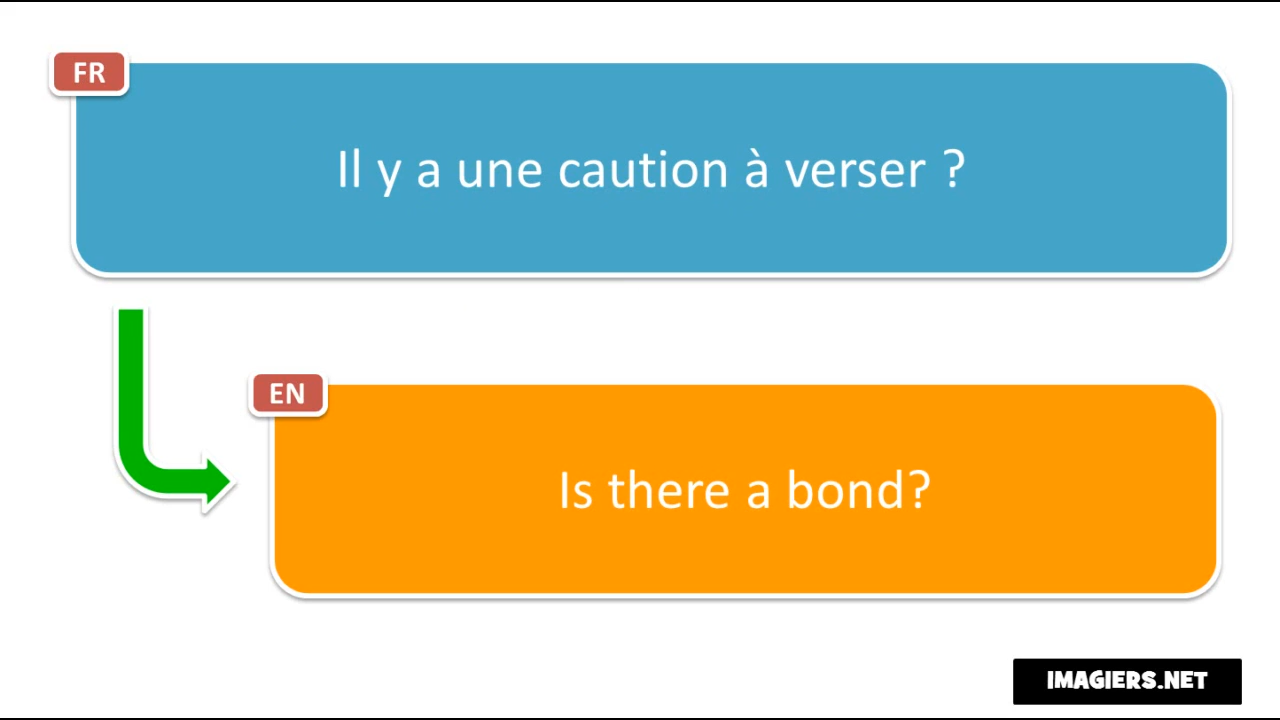 FR
Il y a une caution à verser ?
EN
Is there a bond?
IMAGIERS.NET